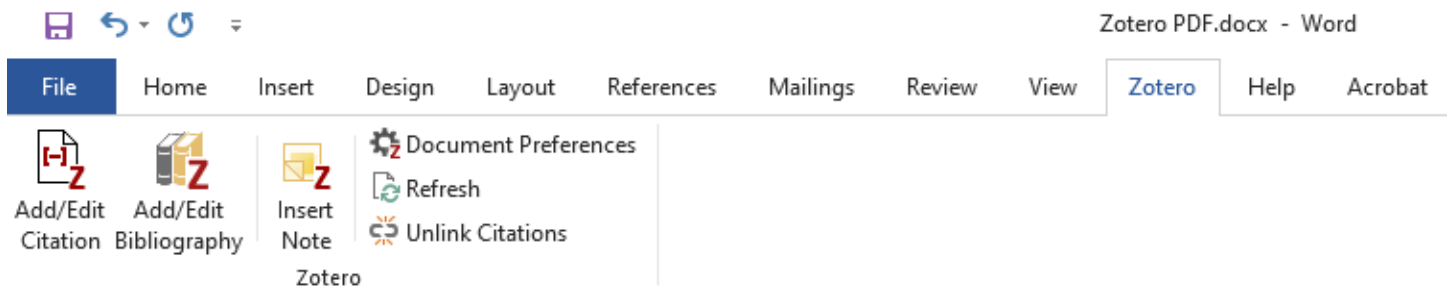 Zotero PDF.docx - Word
File Home Insert Design Layout References Mailings Review View Zotero Help Acrobat
Add/Edit Citation
Add/Edit Bibliography
Insert Note
Document Preferences
Refresh
Unlink Citations
Zotero